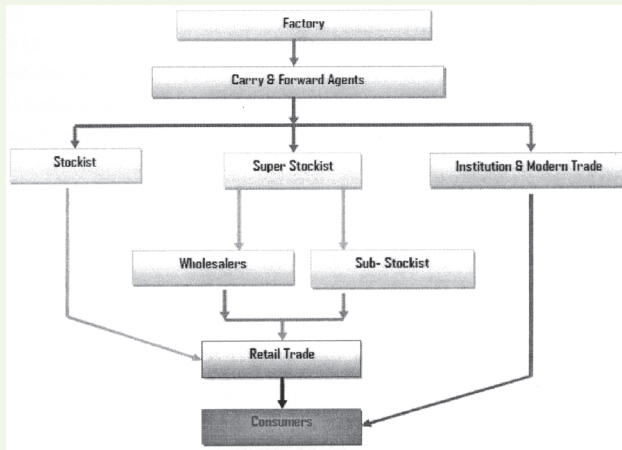 Factory
Carry & Forward Agents
Stockist
Super Stockist
Institution & Modern Trade
Wholesalers
Sub- Stockist
Retail Trade
Consumers